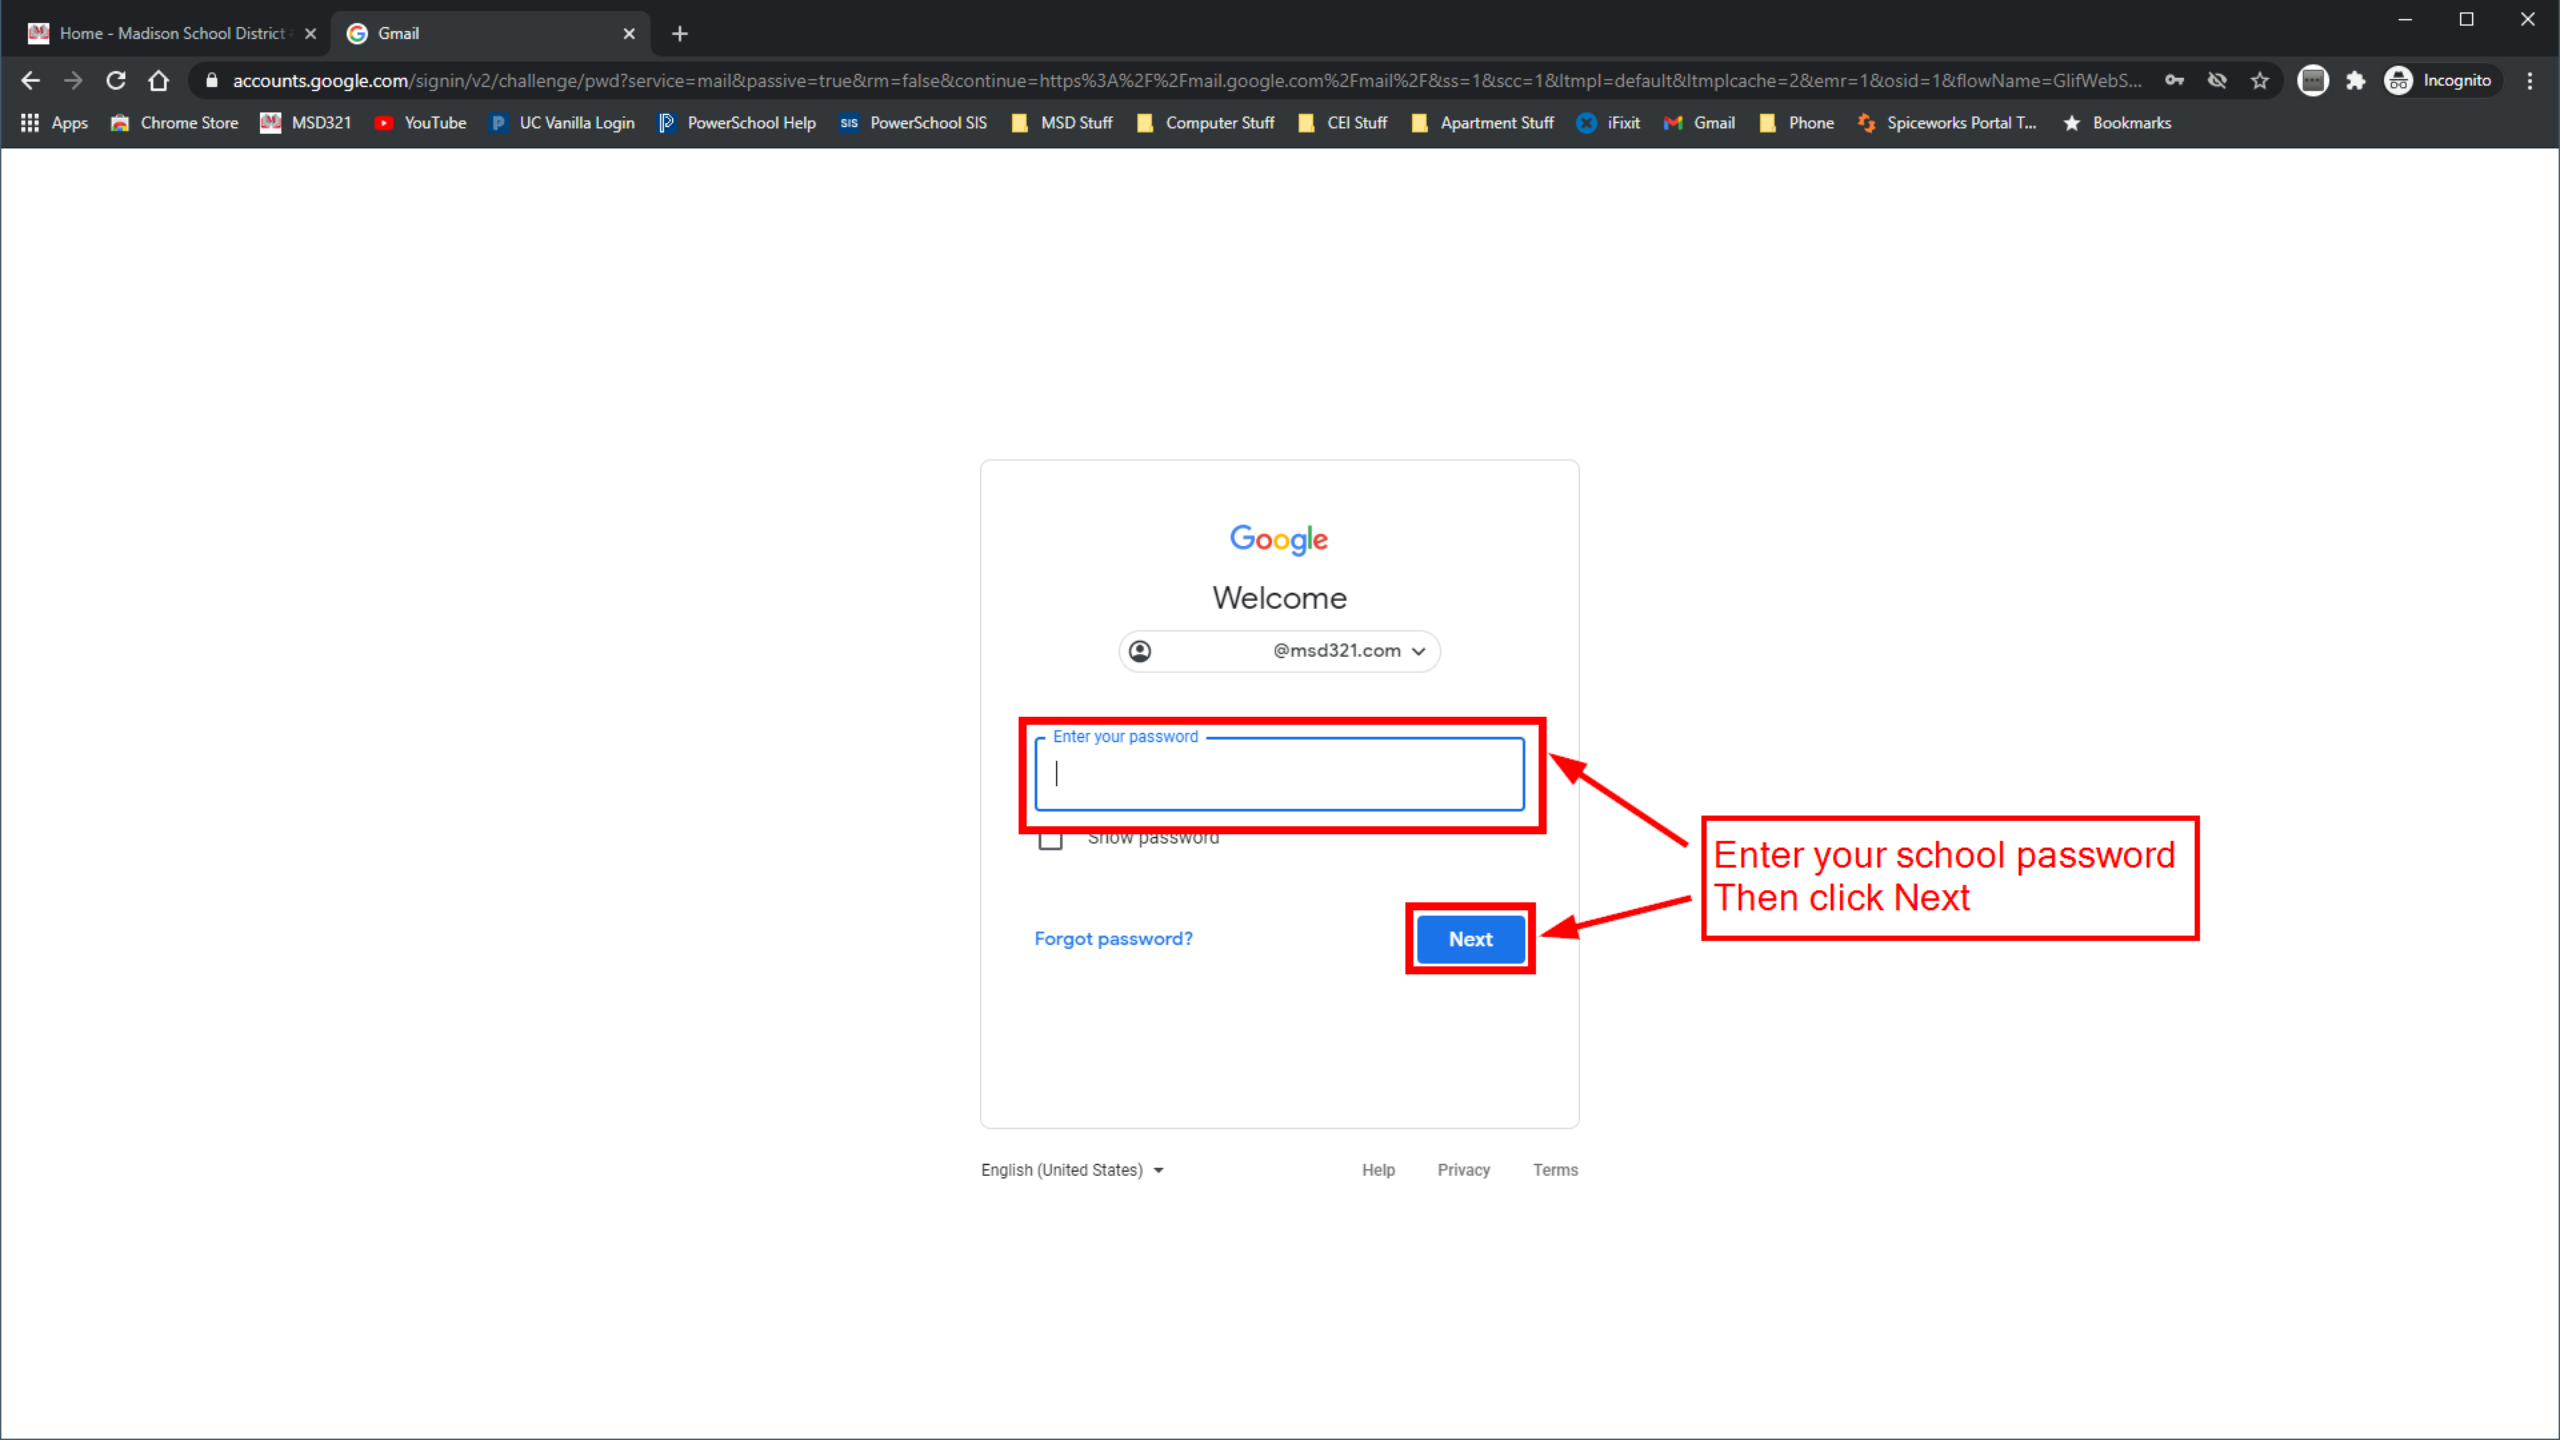 Home - Madison School District
Gmail
accounts.google.com/signin/v2/challenge/pwd?service=mail&passive=true&rm=false&continue=https%3A%2F%2Fmail.google.com%2Fmail%2F&ss=1&scc=1&ltmpl=default&ltmplcache=2&emr=1&osid=1&flowName=GlifWebS...
Incognito
Apps
Chrome Store
MSD321
YouTube
UC Vanilla Login
PowerSchool Help
SIS
PowerSchool SIS
MSD Stuff
Computer Stuff
CEI Stuff
Apartment Stuff
iFixit
Gmail
Phone
Spiceworks Portal T...
Bookmarks
Google
Welcome
@msd321.com
Enter your password
Show password
Forgot password?
Next
Enter your school password
Then click Next
English (United States)
Help
Privacy
Terms